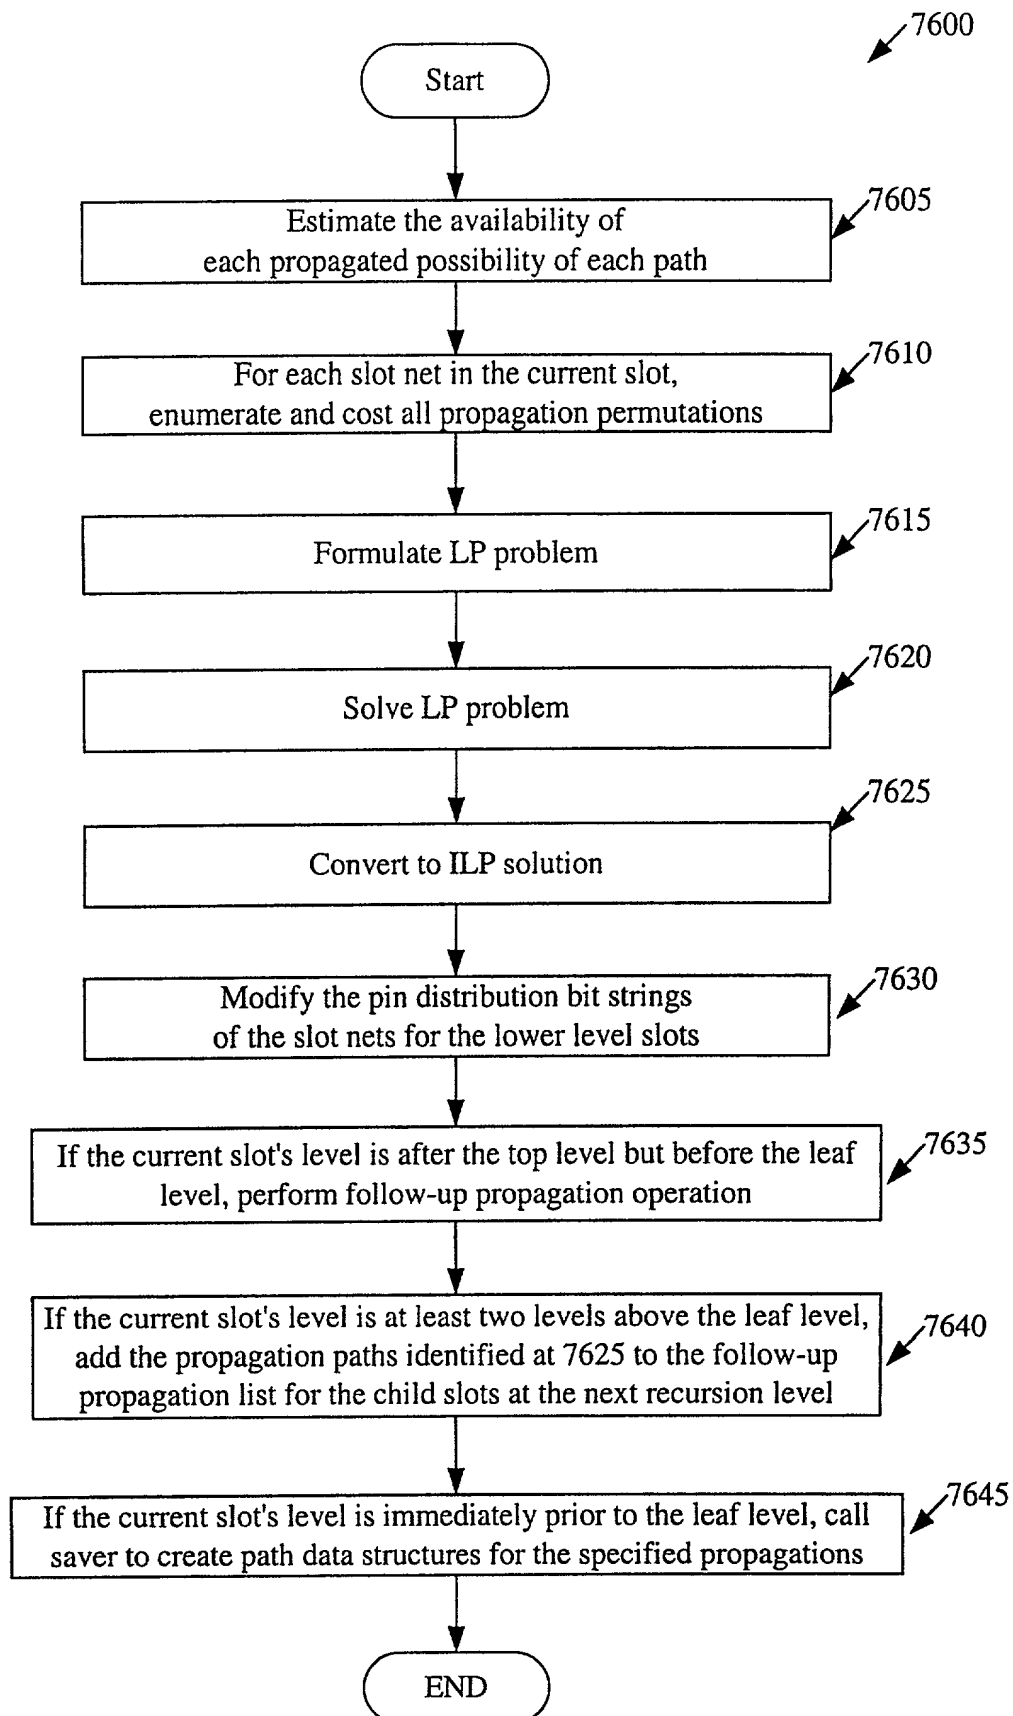 7600
Start
7605
Estimate the availability of
each propagated possibility of each path
7610
For each slot net in the current slot,
enumerate and cost all propagation permutations
7615
Formulate LP problem
7620
Solve LP problem
7625
Convert to ILP solution
7630
Modify the pin distribution bit strings
of the slot nets for the lower level slots
7635
If the current slot's level is after the top level but before the leaf
level, perform follow-up propagation operation
7640
If the current slot's level is at least two levels above the leaf level,
add the propagation paths identified at 7625 to the follow-up
propagation list for the child slots at the next recursion level
7645
If the current slot's level is immediately prior to the leaf level, call
saver to create path data structures for the specified propagations
END